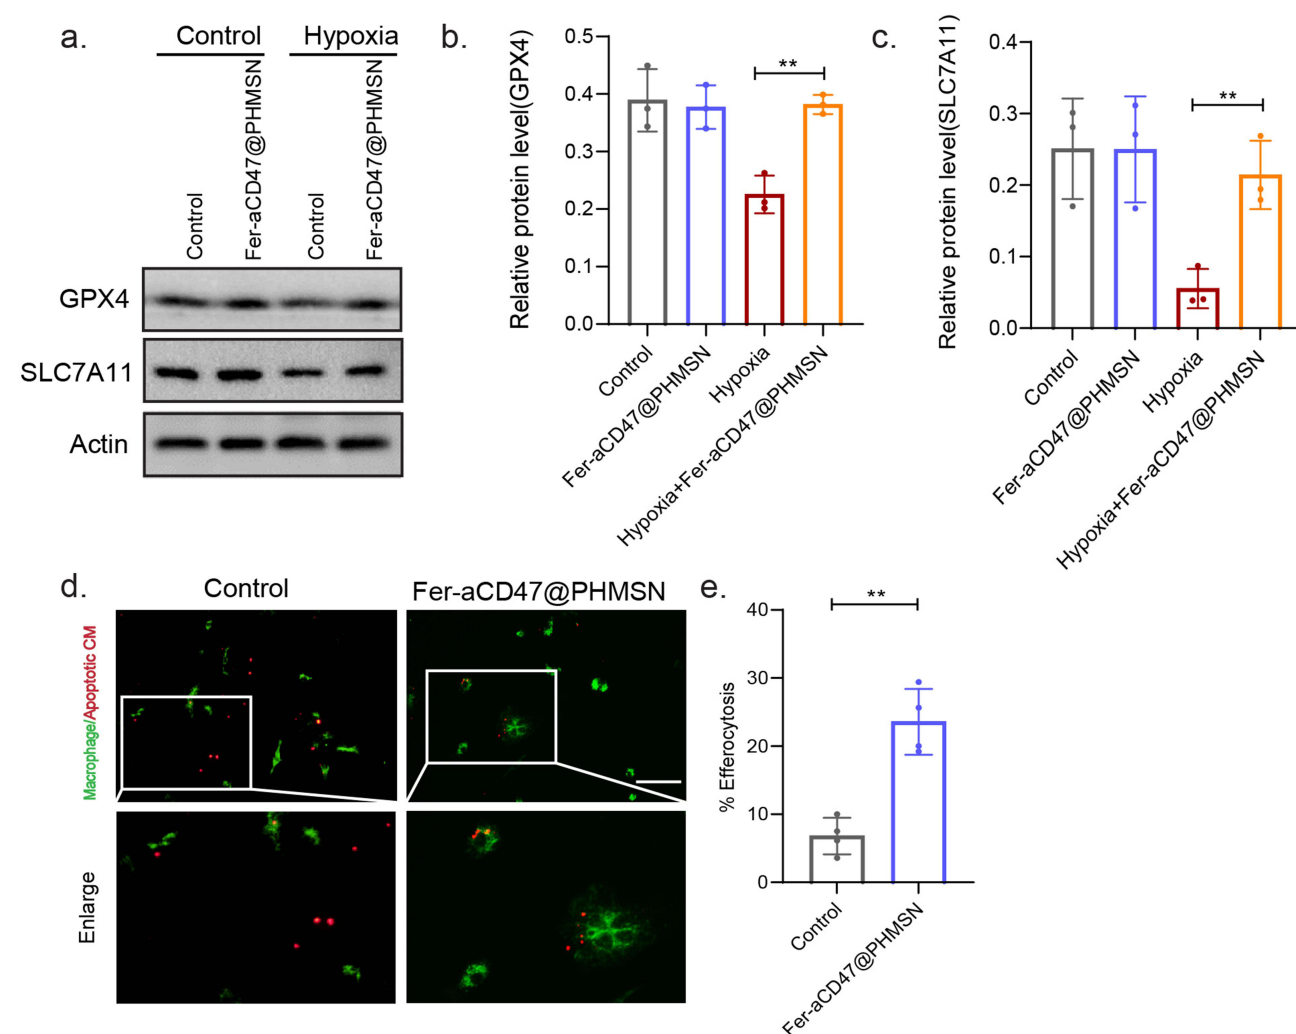 a.
Control Hypoxia
Control
Fer-aCD47@PHMSN
Control
Fer-aCD47@PHMSN
GPX4
SLC7A11
Actin
b.
Relative protein level(GPX4)
0.5
0.4
0.3
0.2
0.1
0.0
**
Control
Fer-aCD47@PHMSN
Hypoxia
Hypoxia+Fer-aCD47@PHMSN
c.
Relative protein level(SLC7A11)
0.4
0.3
0.2
0.1
0.0
**
Control
Fer-aCD47@PHMSN
Hypoxia
Hypoxia+Fer-aCD47@PHMSN
d.
Control
Fer-aCD47@PHMSN
Macrophage/Apoptotic CM
Enlarge
e.
% Efferocytosis
40
30
20
10
0
**
Control
Fer-aCD47@PHMSN